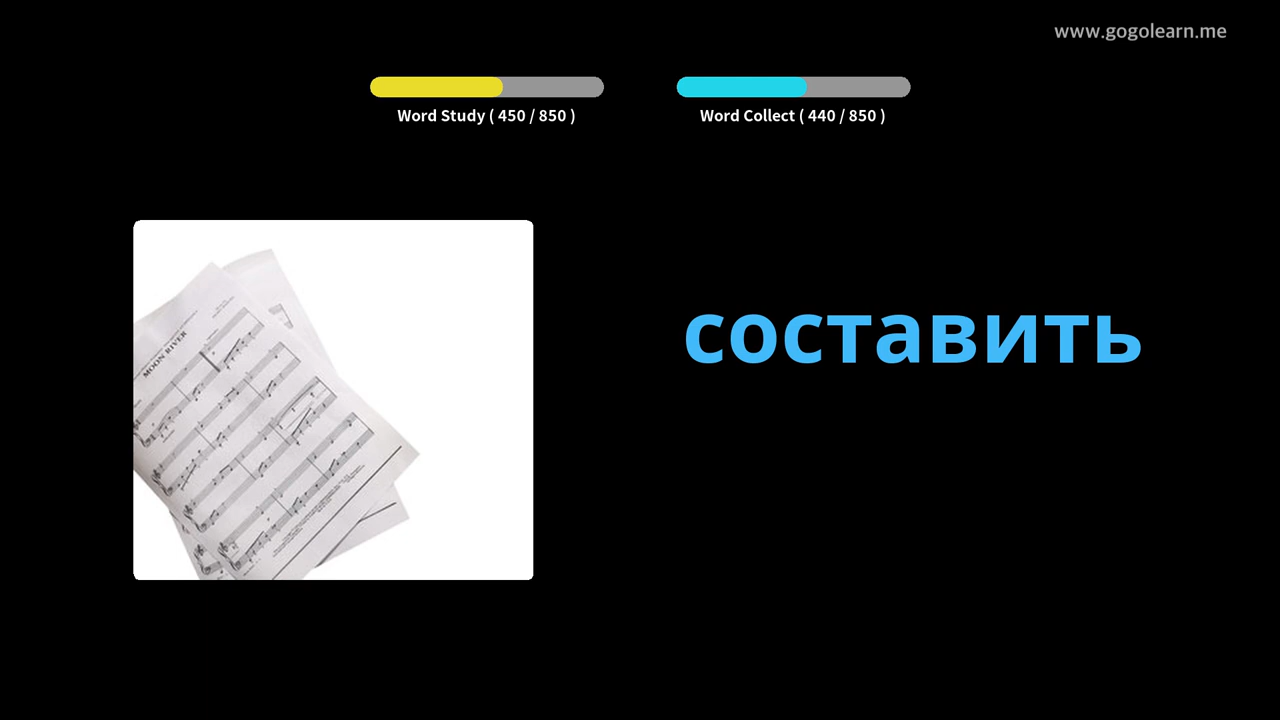 www.gogolearn.me
Word Study ( 450 / 850 )
Word Collect ( 440 / 850 )
MOON RIVER
составить